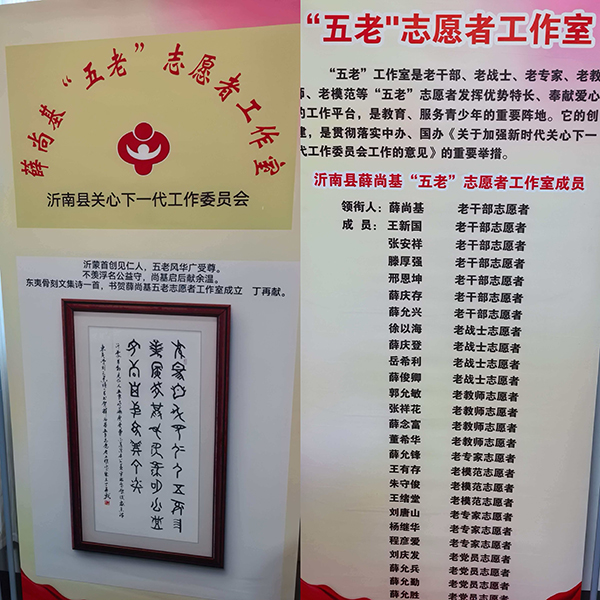 薛尚基“五老”志愿者工作室
沂南县关心下一代工作委员会
沂蒙首创见仁人，五老风华广受尊。
不羡浮名公益守，尚基启后献余温。
东夷骨刻文集诗一首，书贺薛尚基五老志愿者工作室成立 丁再献。
“五老"志愿者工作室
“五老”工作室是老干部、老战士、老专家、老教
师、老模范等“五老”志愿者发挥优势特长、奉献爱心
的工作平台，是教育、服务青少年的重要阵地。它的创
建，是贯彻落实中办、国办《关于加强新时代关心下一
代工作委员会工作的意见》的重要举措。
沂南县薛尚基“五老”志愿者工作室成员
领衔人：薛尚基 老干部志愿者
成 员：王新国 老干部志愿者
张安祥 老干部志愿者
滕厚强 老干部志愿者
邢恩坤 老干部志愿者
薛庆存 老干部志愿者
薛允兴 老干部志愿者
徐以海 老战士志愿者
薛庆登 老战士志愿者
岳希利 老战士志愿者
薛俊卿 老战士志愿者
郭允敏 老教师志愿者
张祥花 老教师志愿者
薛念富 老教师志愿者
董希华 老教师志愿者
薛允锋 老专家志愿者
王有存 老模范志愿者
朱守俊 老模范志愿者
王绪堂 老模范志愿者
刘唐山 老专家志愿者
杨继华 老专家志愿者
程彦爱 老专家志愿者
刘庆发 老党员志愿者
薛允兵 老党员志愿者
薛允勤 老党员志愿者
薛允胜 老党员志愿者